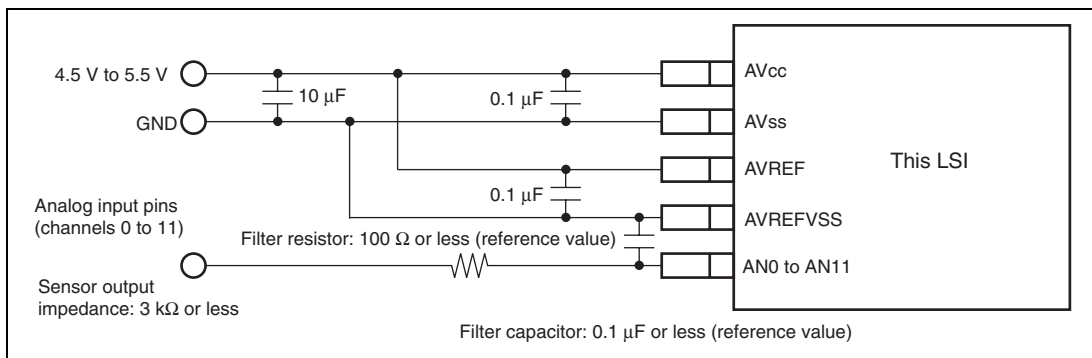 4.5 V to 5.5 V
10 μF
0.1 μF
AVcc
GND
AVss
This LSI
AVREF
0.1 μF
Analog input pins
(channels 0 to 11)
AVREFVSS
Filter resistor: 100 Ω or less (reference value)
AN0 to AN11
Sensor output
impedance: 3 kΩ or less
Filter capacitor: 0.1 μF or less (reference value)